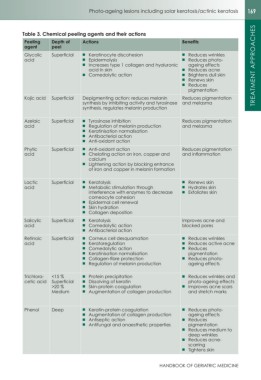 Photo-ageing lesions including solar keratosis/actinic keratosis 169
TREATMENT APPROACHES
Table 3. Chemical peeling agents and their actions
Peeling agent
Depth of peel
Actions
Benefits
Glycolic acid
Superficial
■ Keratinocyte discohesion
■ Epidermolysis
■ Increases type 1 collagen and hyaluronic
acid in skin
■ Comedolytic action
■ Reduces wrinkles
■ Reduces photo-
ageing effects
■ Reduces acne
■ Brightens dull skin
■ Renews skin
■ Reduces
pigmentation
Kojic acid
Superficial
Depigmenting action: reduces melanin
synthesis by inhibiting activity and tyrosinase
synthesis, regulates melanin production
Reduces pigmentation
and melasma
Azelaic
acid
Superficial
■ Tyrosinase inhibition
■ Regulation of melanin production
■ Keratinisation normalisation
■ Antibacterial action
■ Anti-oxidant action
Reduces pigmentation
and melasma
Phytic
acid
Superficial
■ Anti-oxidant action
■ Chelating action on iron, copper and
calcium
■ Lightening action by blocking entrance
of iron and copper in melanin formation
Reduces pigmentation
and inflammation
Lactic
acid
Superficial
■ Keratolysis
■ Metabolic stimulation through
interference with enzymes to decrease
corneocyte cohesion
■ Epidermal cell renewal
■ Skin hydration
■ Collagen deposition
■ Renews skin
■ Hydrates skin
■ Exfoliates skin
Salicylic
acid
Superficial
■ Keratolysis
■ Comedolytic action
■ Antibacterial action
Improves acne and
blocked pores
Retinoic
acid
Superficial
■ Corneus cell desquamation
■ Keratoregulation
■ Comedolytic action
■ Keratinisation normalisation
■ Collagen-fibre protection
■ Regulation of melanin production
■ Reduces wrinkles
■ Reduces active acne
■ Reduces
pigmentation
■ Reduces photo-
ageing effects
Trichloro-
cetic acid
<15 %
Superficial
>20 %
Medium
■ Protein precipitation
■ Dissolving of keratin
■ Skin-protein coagulation
■ Augmentation of collagen production
■ Reduces wrinkles and
photo-ageing effects
■ Improves acne scars
and stretch marks
Phenol
Deep
■ Keratin protein coagulation
■ Augmentation of collagen production
■ Antiseptic action
■ Antifungal and anaesthetic properties
■ Reduces photo-
ageing effects
■ Reduces
pigmentation
■ Reduces medium to
deep wrinkles
■ Reduces acne
scarring
■ Tightens skin
HANDBOOK OF GERIATRIC MEDICINE